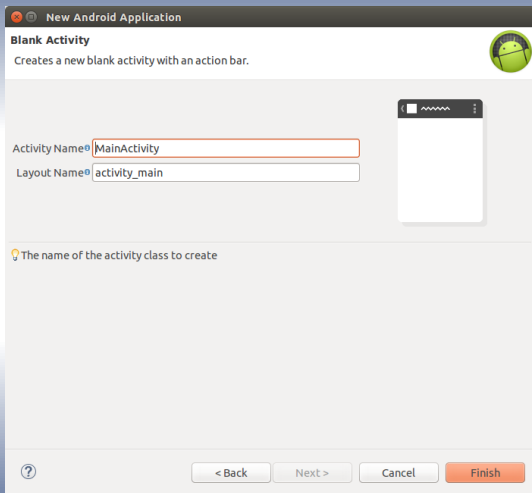 New Android Application
Blank Activity
Creates a new blank activity with an action bar.
Activity Name MainActivity
Layout Name activity_main
The name of the activity class to create
? < Back Next > Cancel Finish